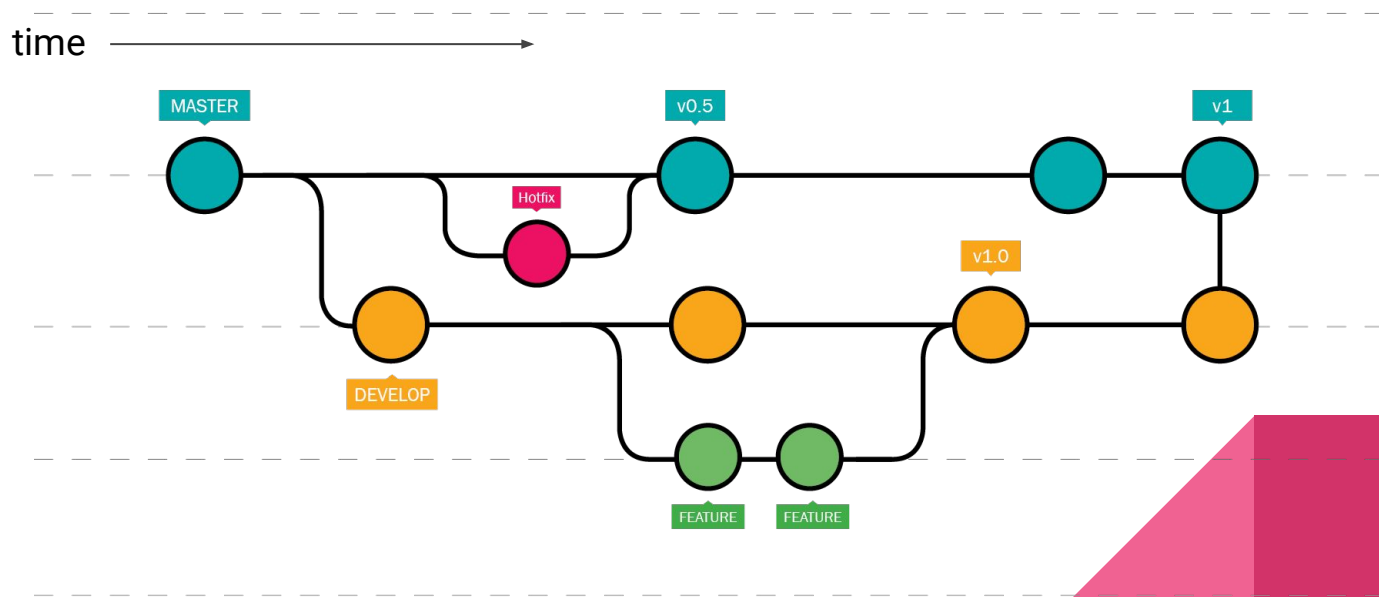 time
MASTER
v0.5
v1
Hotfix
v1.0
DEVELOP
FEATURE
FEATURE